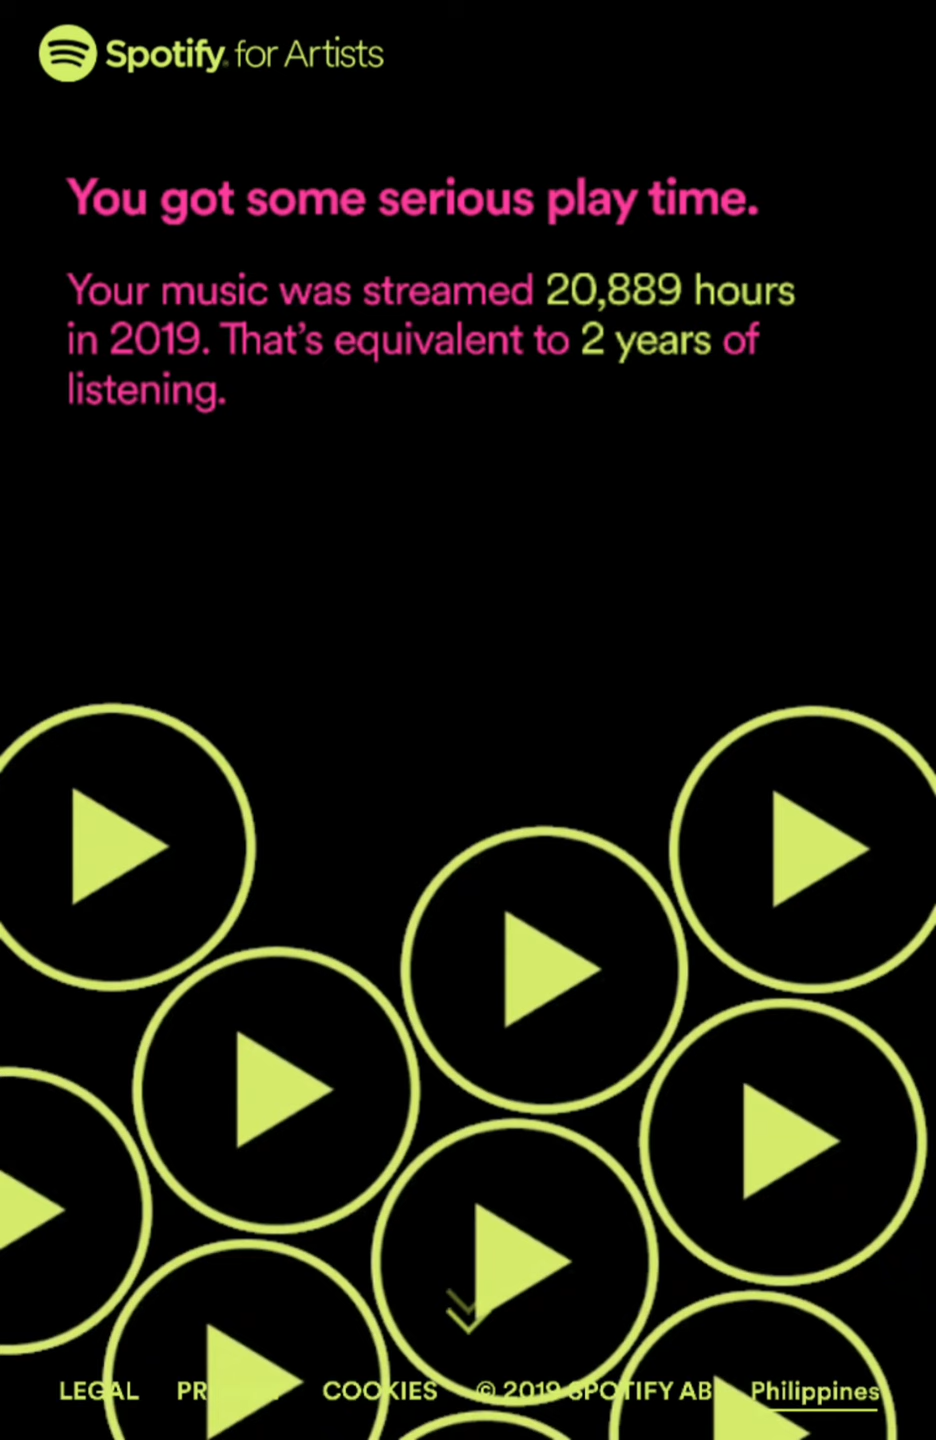 Spotify for Artists
You got some serious play time.
Your music was streamed 20,889 hours
in 2019. That's equivalent to 2 years of
listening.
LEGAL COOKIES © 2019 SPOTIFY AB Philippines